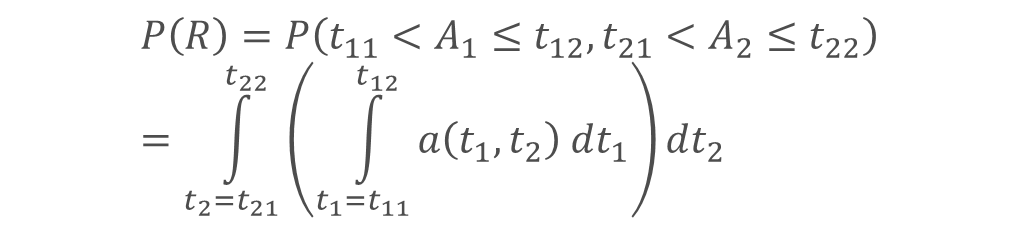 P(R) = P(t₁₁ < A₁ ≤ t₁₂, t₂₁ < A₂ ≤ t₂₂)
= ∫_{t₂=t₂₁}^{t₂₂} ( ∫_{t₁=t₁₁}^{t₁₂} a(t₁, t₂) dt₁ ) dt₂